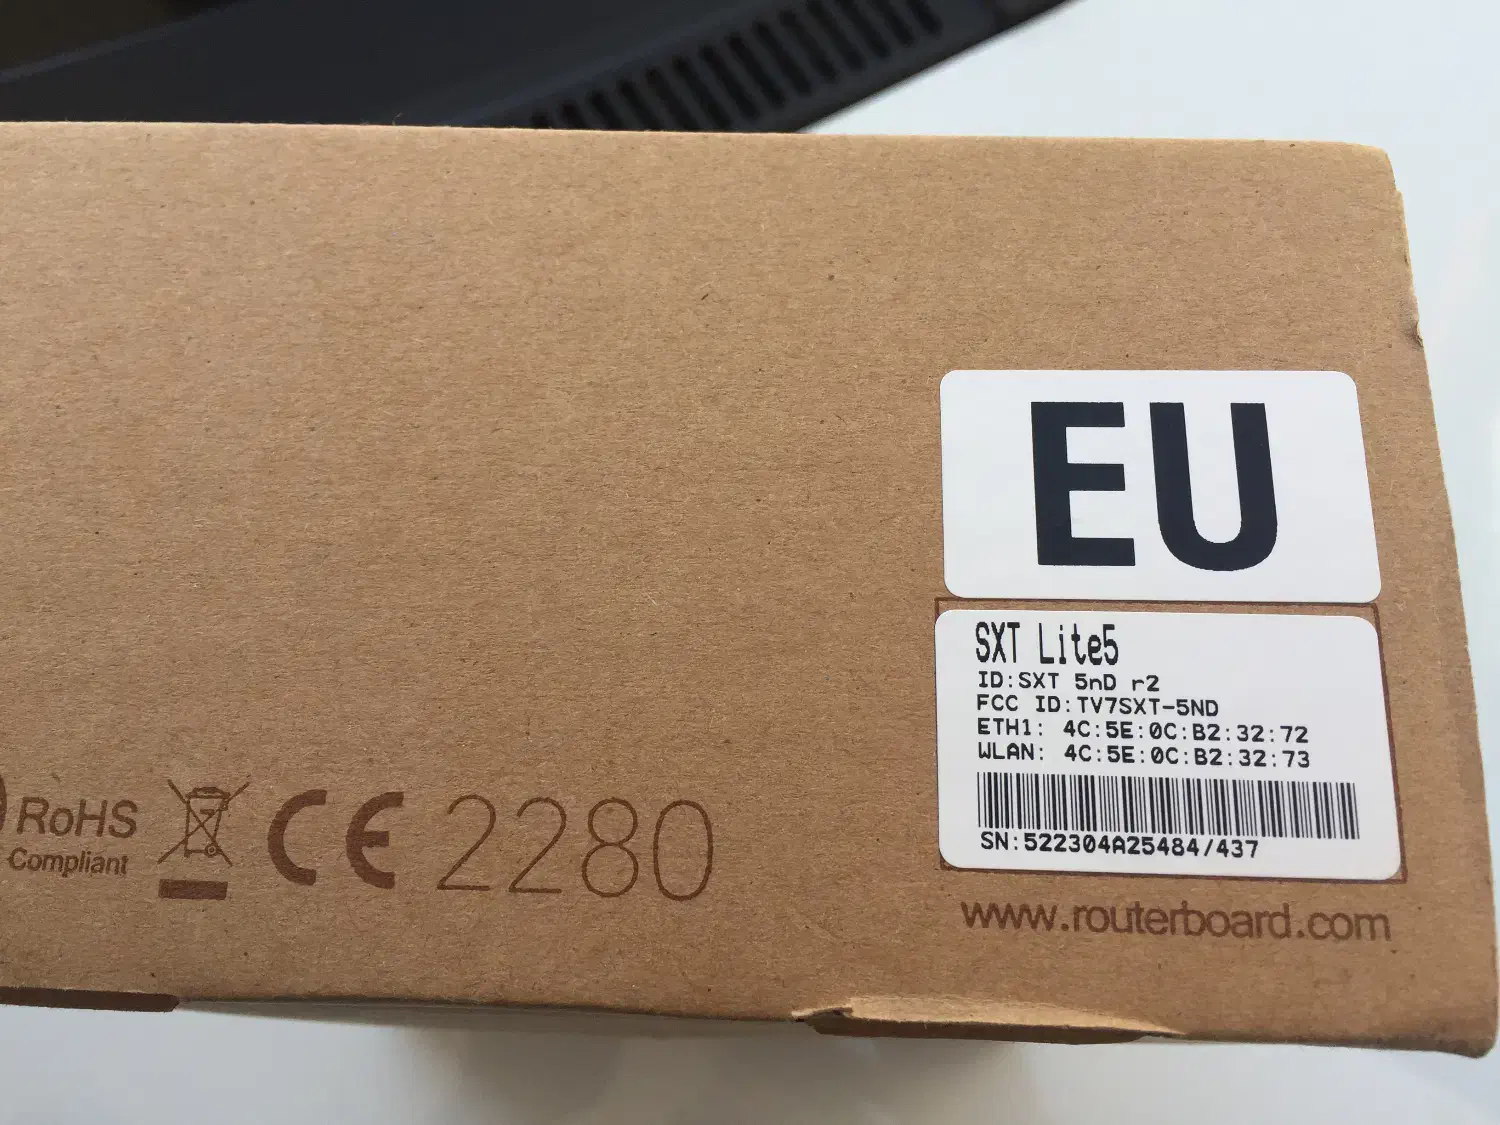 EU
SXT Lite5
ID:SXT 5nD r2
FCC ID:TV7SXT-5ND
ETH1: 4C:5E:0C:B2:32:72
WLAN: 4C:5E:0C:B2:32:73
SN:522304A25484/437
www.routerboard.com
RoHS
Compliant
CE 2280